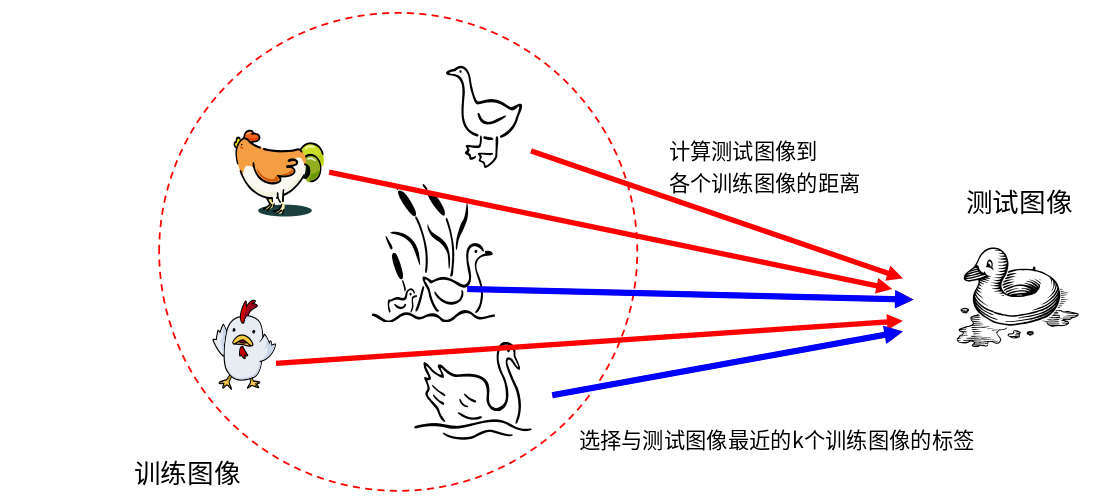 计算测试图像到
各个训练图像的距离
测试图像
选择与测试图像最近的k个训练图像的标签
训练图像